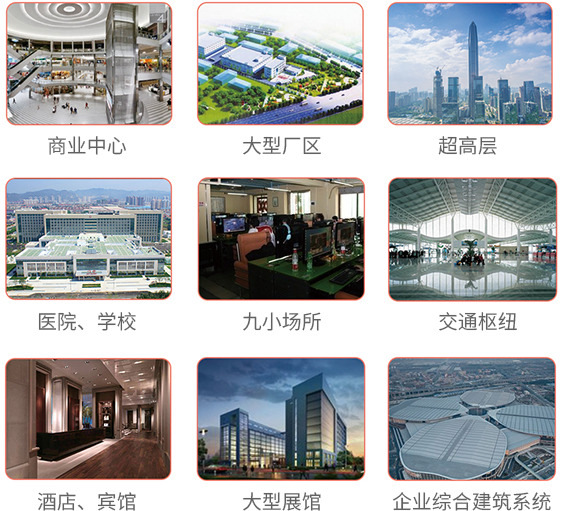 商业中心
大型厂区
超高层
医院、学校
九小场所
交通枢纽
酒店、宾馆
大型展馆
企业综合建筑系统